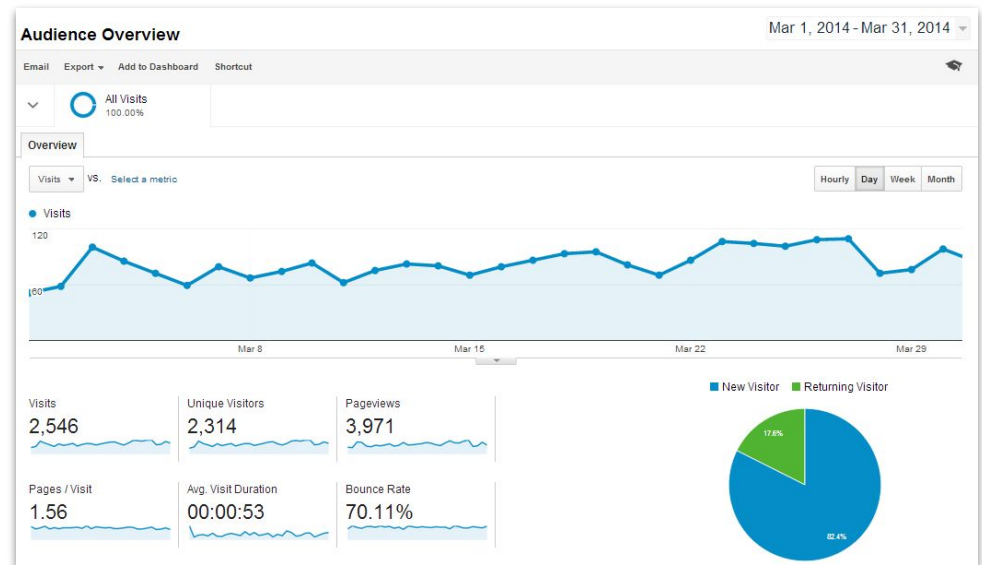 Audience Overview
Mar 1, 2014 - Mar 31, 2014
Email Export Add to Dashboard Shortcut
All Visits
100.00%
Overview
Visits VS. Select a metric
Hourly Day Week Month
Visits
120
60
Mar 8 Mar 15 Mar 22 Mar 29
New Visitor Returning Visitor
Visits Unique Visitors Pageviews
2,546 2,314 3,971
17.6%
Pages / Visit Avg. Visit Duration Bounce Rate
1.56 00:00:53 70.11%
82.4%